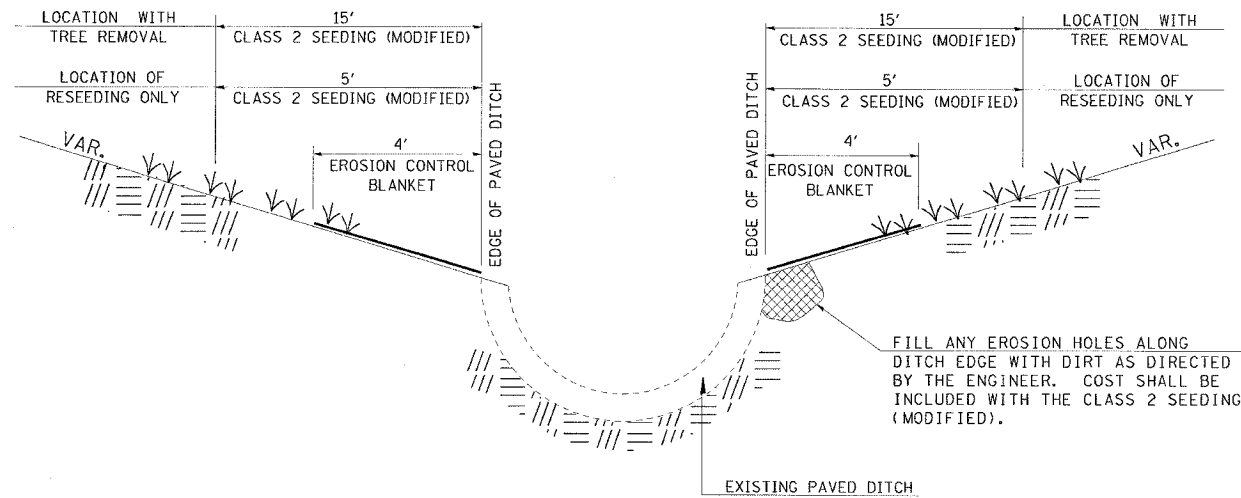 LOCATION WITH
TREE REMOVAL
15'
CLASS 2 SEEDING (MODIFIED)
15'
CLASS 2 SEEDING (MODIFIED)
LOCATION WITH
TREE REMOVAL
LOCATION OF
RESEEDING ONLY
5'
CLASS 2 SEEDING (MODIFIED)
5'
CLASS 2 SEEDING (MODIFIED)
LOCATION OF
RESEEDING ONLY
VAR.
4'
EROSION CONTROL
BLANKET
EDGE OF PAVED DITCH
EDGE OF PAVED DITCH
4'
EROSION CONTROL
BLANKET
VAR.
FILL ANY EROSION HOLES ALONG
DITCH EDGE WITH DIRT AS DIRECTED
BY THE ENGINEER. COST SHALL BE
INCLUDED WITH THE CLASS 2 SEEDING
(MODIFIED).
EXISTING PAVED DITCH